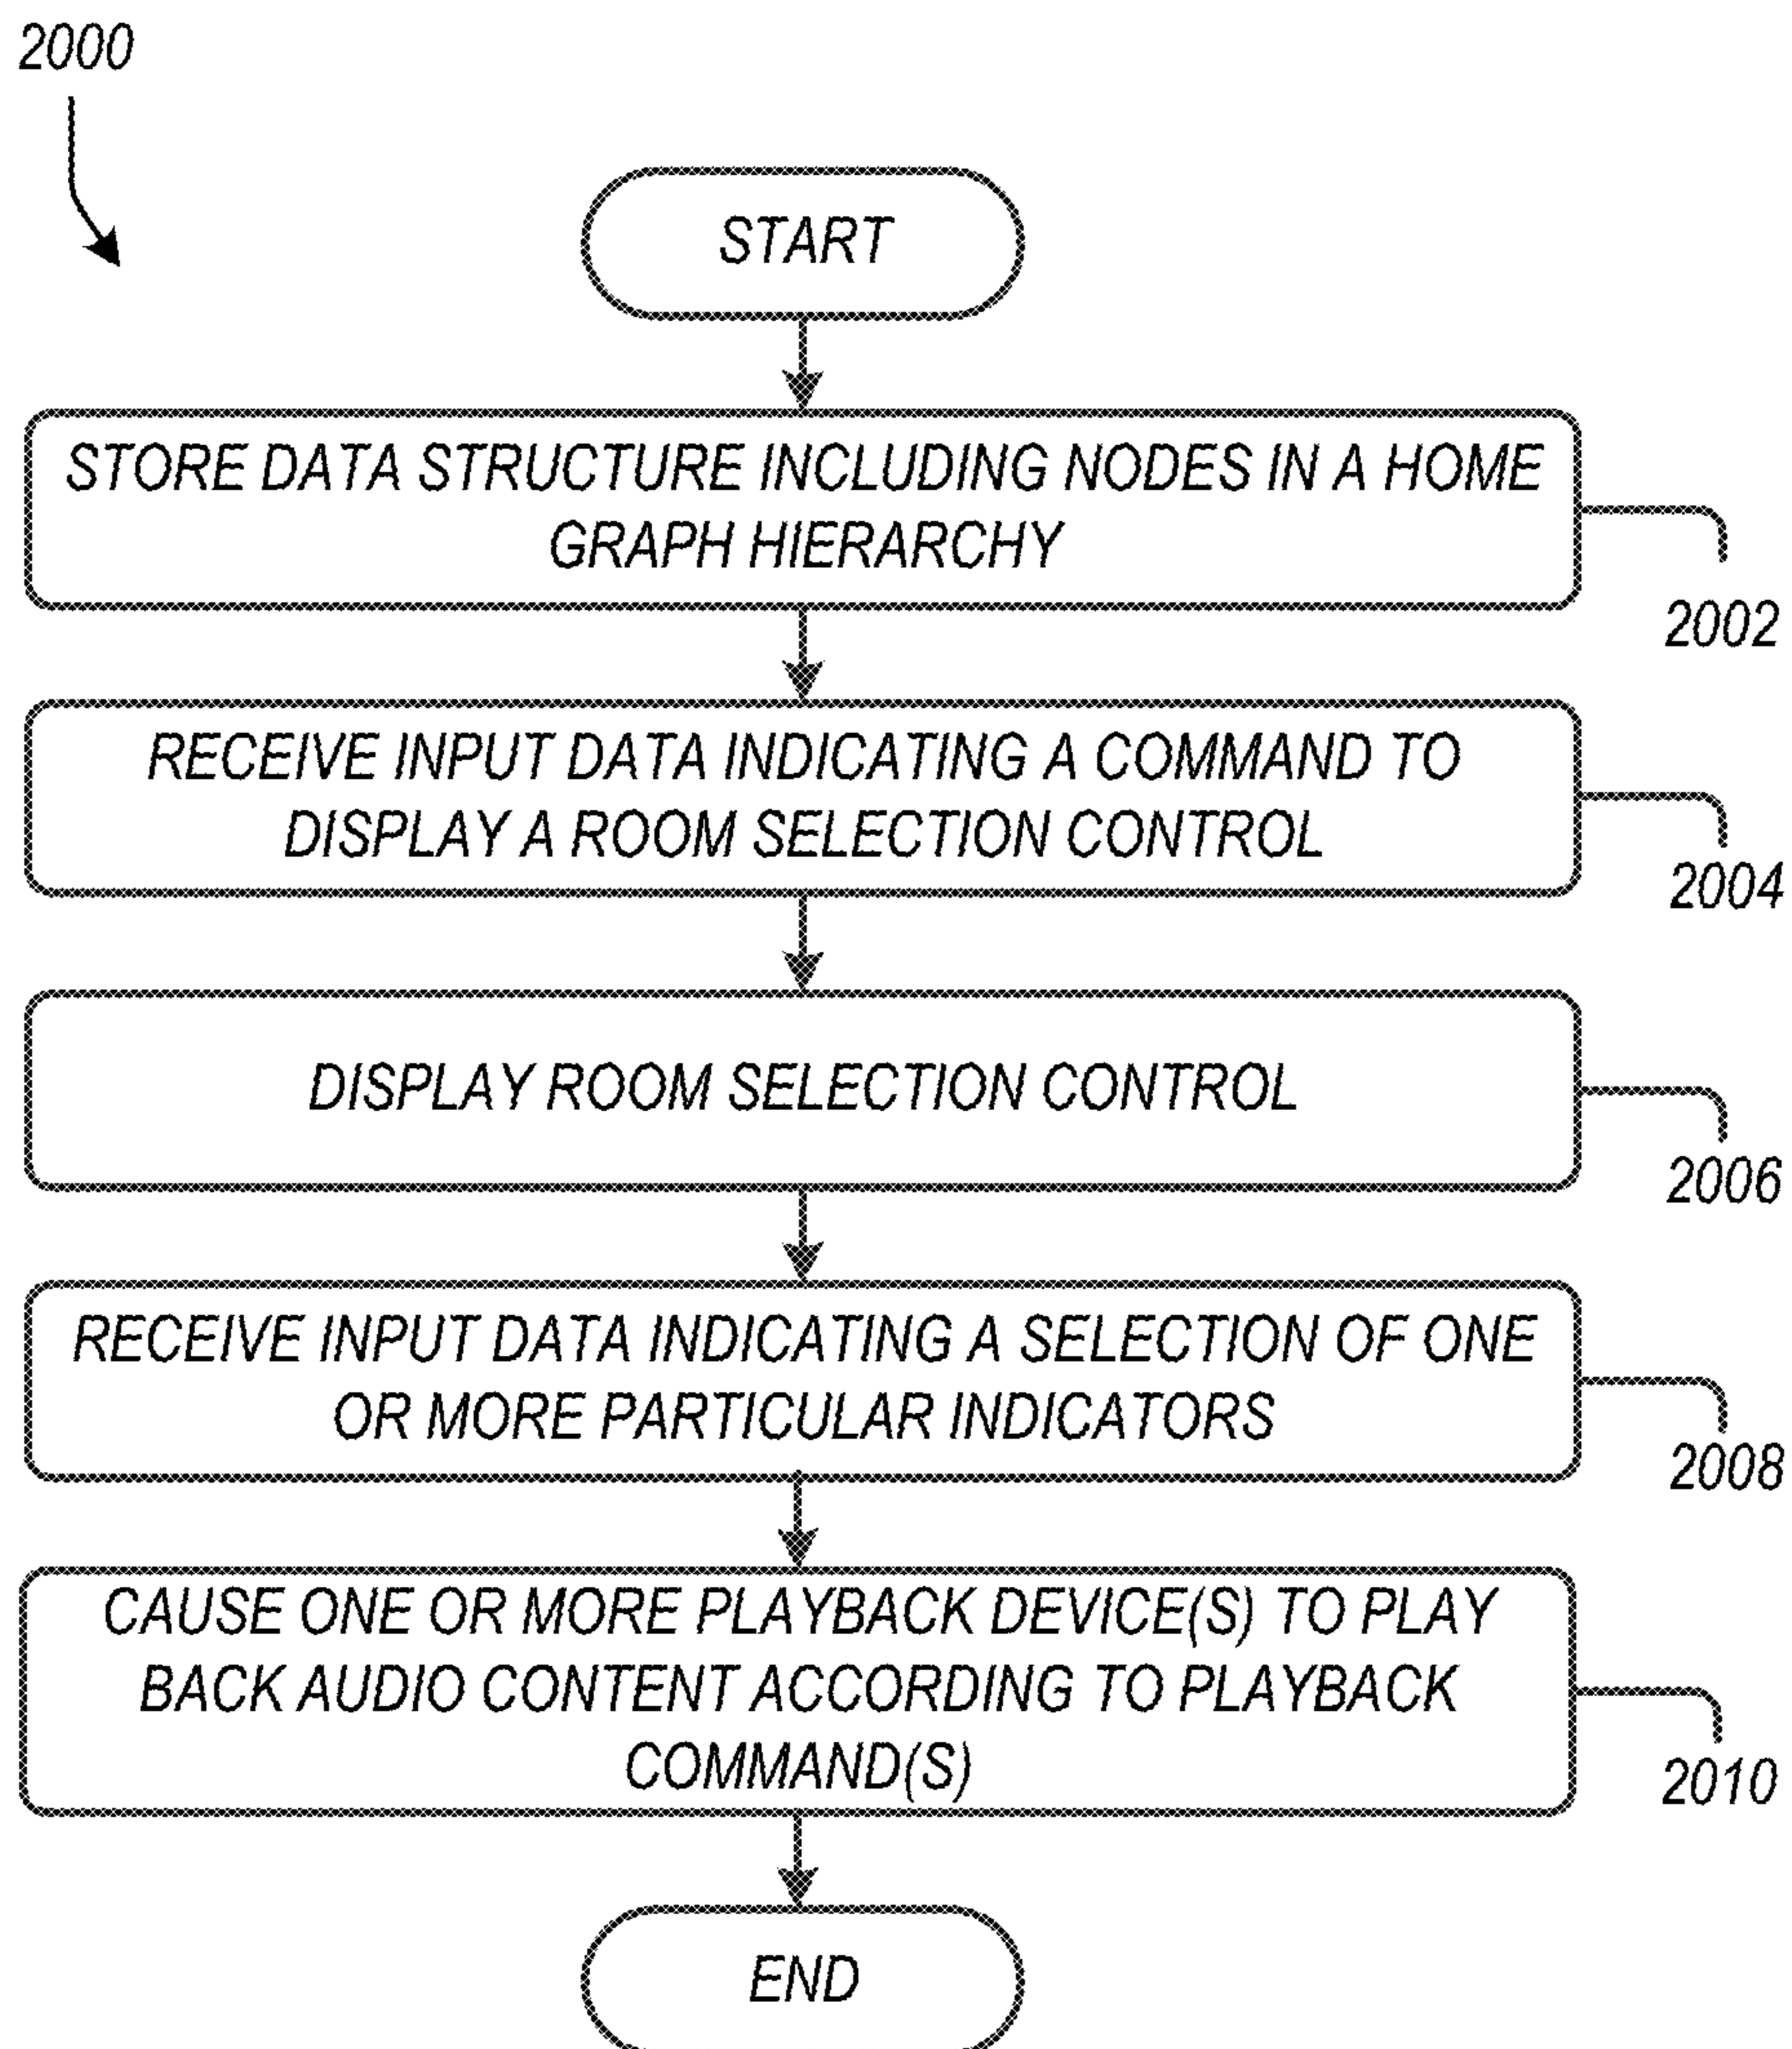 2000
START
STORE DATA STRUCTURE INCLUDING NODES IN A HOME
GRAPH HIERARCHY
2002
RECEIVE INPUT DATA INDICATING A COMMAND TO
DISPLAY A ROOM SELECTION CONTROL
2004
DISPLAY ROOM SELECTION CONTROL
2006
RECEIVE INPUT DATA INDICATING A SELECTION OF ONE
OR MORE PARTICULAR INDICATORS
2008
CAUSE ONE OR MORE PLAYBACK DEVICE(S) TO PLAY
BACK AUDIO CONTENT ACCORDING TO PLAYBACK
COMMAND(S)
2010
END